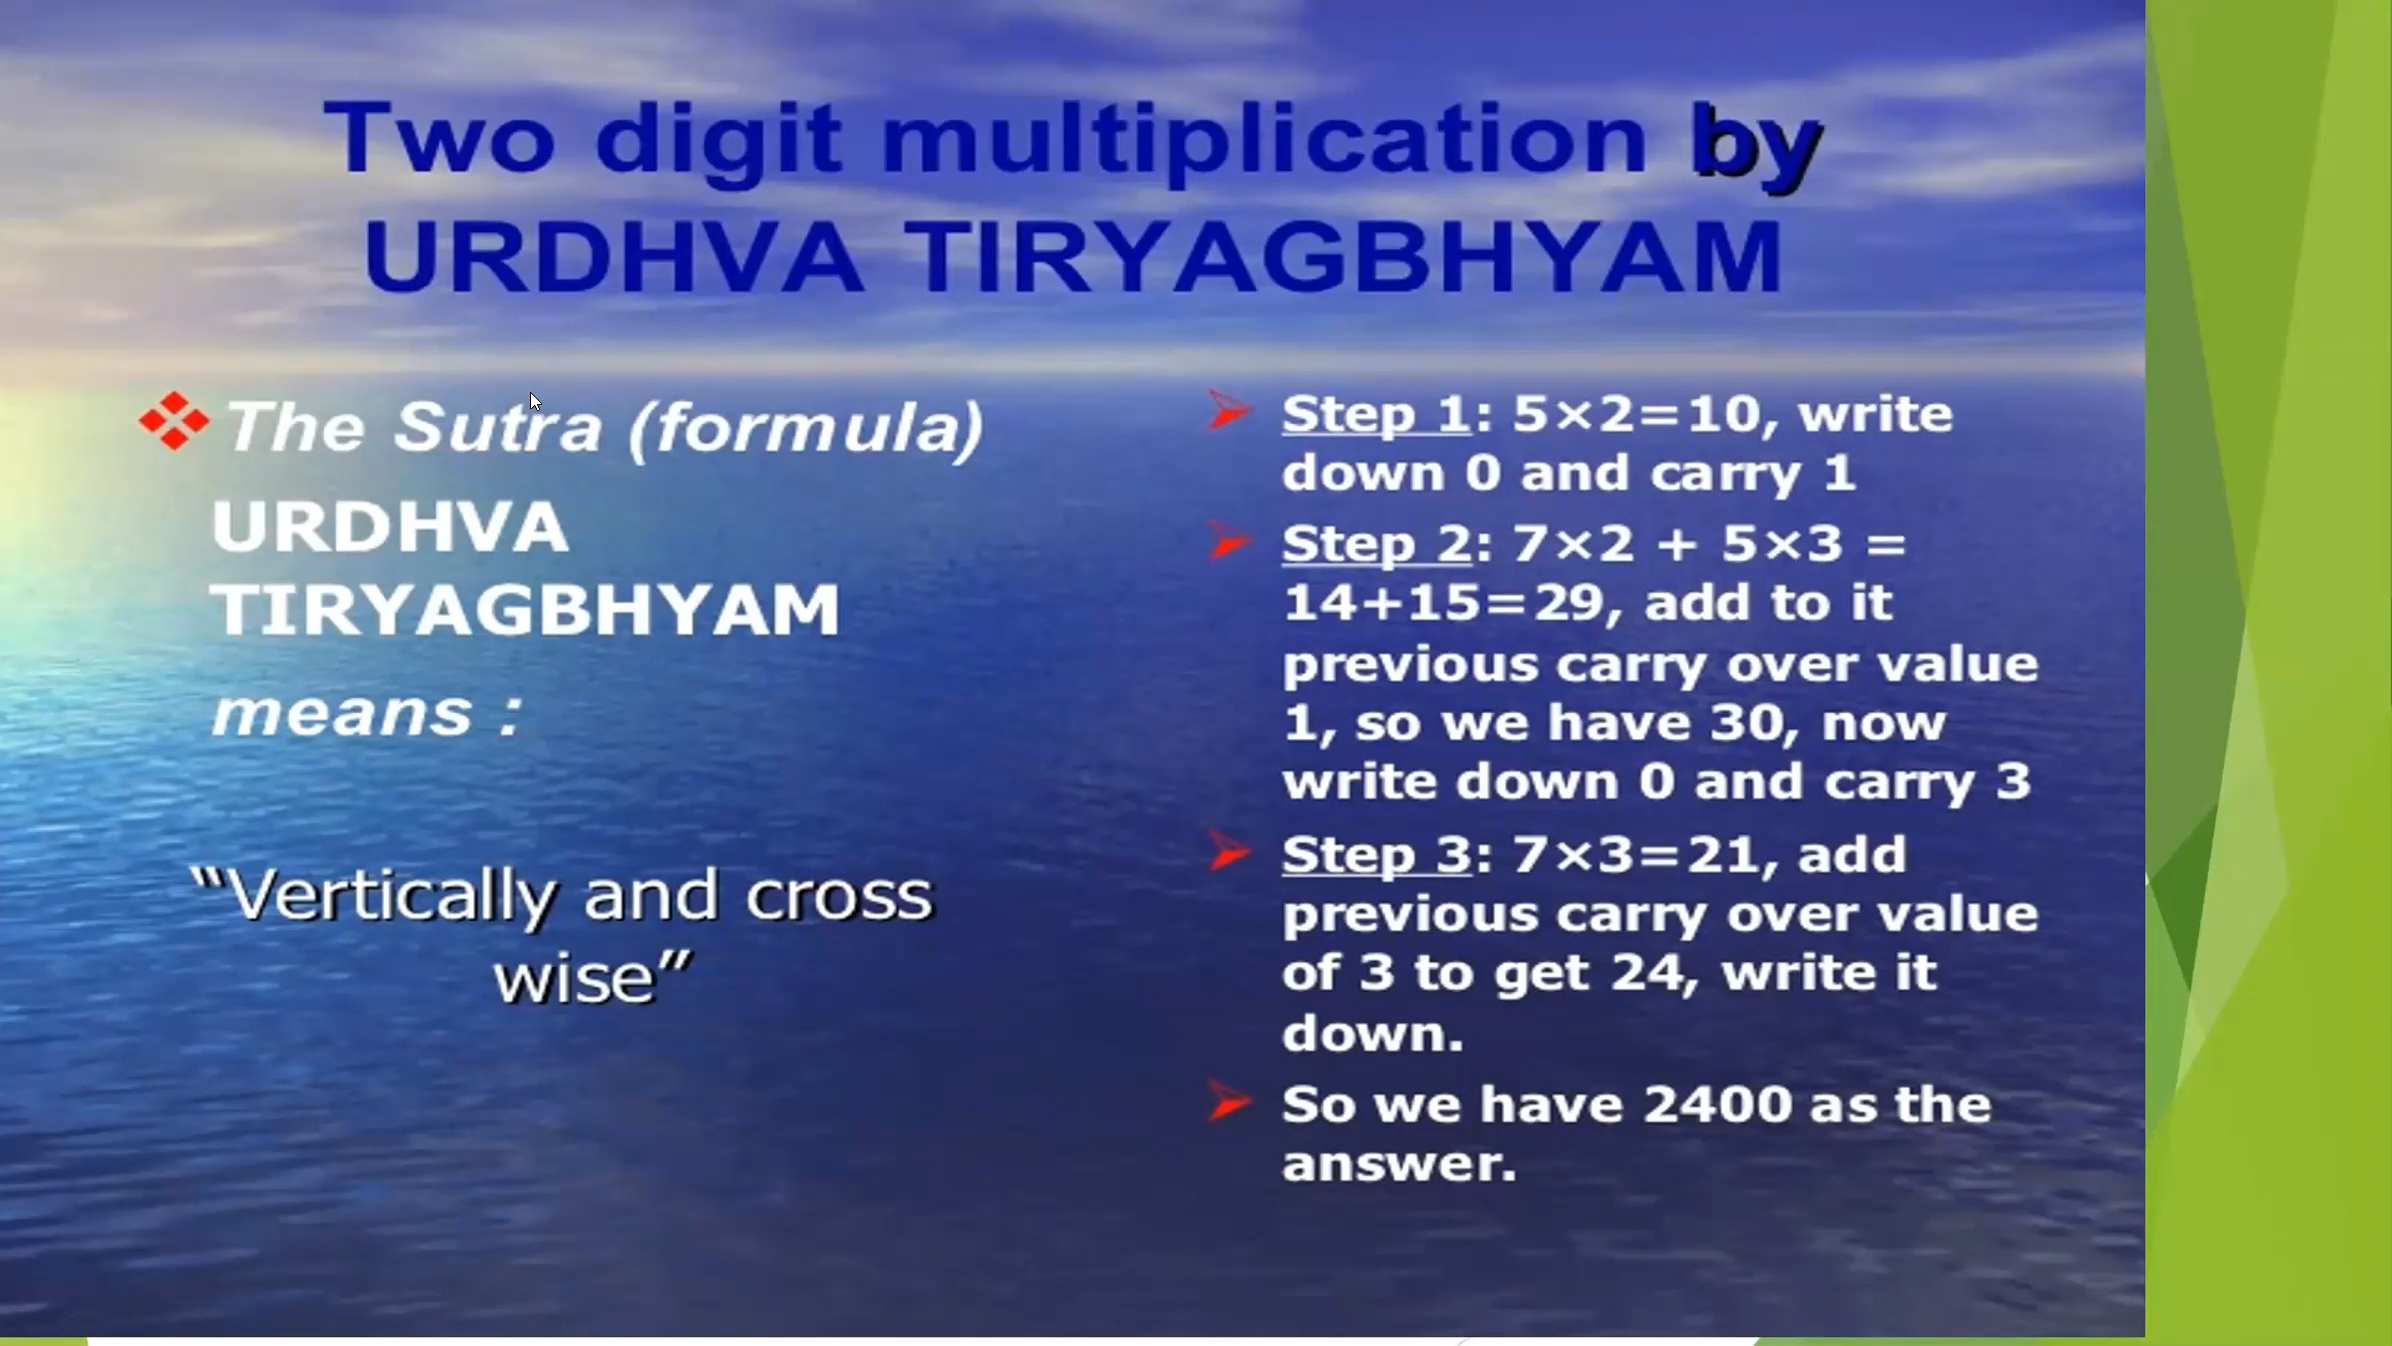 Two digit multiplication by
URDHVA TIRYAGBHYAM
The Sutra (formula)
URDHVA
TIRYAGBHYAM
means :
“Vertically and cross
wise”
Step 1: 5×2=10, write
down 0 and carry 1
Step 2: 7×2 + 5×3 =
14+15=29, add to it
previous carry over value
1, so we have 30, now
write down 0 and carry 3
Step 3: 7×3=21, add
previous carry over value
of 3 to get 24, write it
down.
So we have 2400 as the
answer.